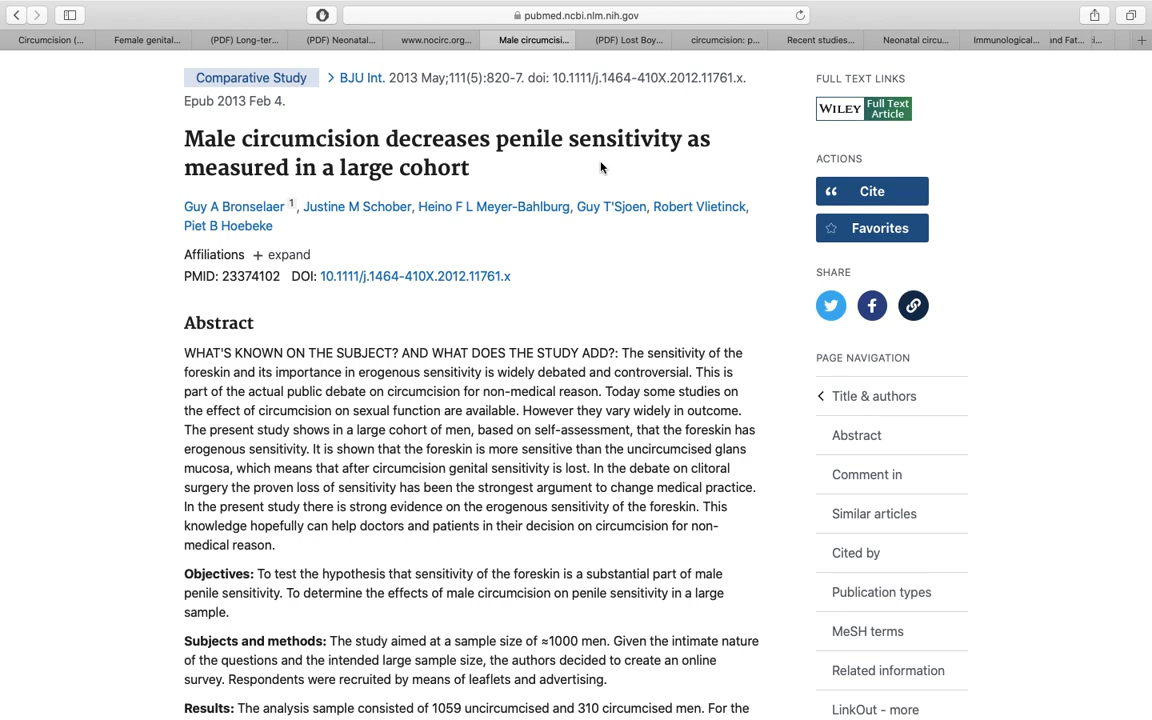 pubmed.ncbi.nlm.nih.gov
Circumcision (... Female genital... (PDF) Long-ter... (PDF) Neonatal... www.nocirc.org... Male circumcisi... (PDF) Lost Boy... circumcision: p... Recent studies... Neonatal circu... Immunological... and Fat...
Comparative Study > BJU Int. 2013 May;111(5):820-7. doi: 10.1111/j.1464-410X.2012.11761.x.
Epub 2013 Feb 4.
Male circumcision decreases penile sensitivity as
measured in a large cohort
Guy A Bronselaer 1, Justine M Schober, Heino F L Meyer-Bahlburg, Guy T'Sjoen, Robert Vlietinck,
Piet B Hoebeke
Affiliations + expand
PMID: 23374102 DOI: 10.1111/j.1464-410X.2012.11761.x
Abstract
WHAT'S KNOWN ON THE SUBJECT? AND WHAT DOES THE STUDY ADD?: The sensitivity of the
foreskin and its importance in erogenous sensitivity is widely debated and controversial. This is
part of the actual public debate on circumcision for non-medical reason. Today some studies on
the effect of circumcision on sexual function are available. However they vary widely in outcome.
The present study shows in a large cohort of men, based on self-assessment, that the foreskin has
erogenous sensitivity. It is shown that the foreskin is more sensitive than the uncircumcised glans
mucosa, which means that after circumcision genital sensitivity is lost. In the debate on clitoral
surgery the proven loss of sensitivity has been the strongest argument to change medical practice.
In the present study there is strong evidence on the erogenous sensitivity of the foreskin. This
knowledge hopefully can help doctors and patients in their decision on circumcision for non-
medical reason.
Objectives: To test the hypothesis that sensitivity of the foreskin is a substantial part of male
penile sensitivity. To determine the effects of male circumcision on penile sensitivity in a large
sample.
Subjects and methods: The study aimed at a sample size of ≈1000 men. Given the intimate nature
of the questions and the intended large sample size, the authors decided to create an online
survey. Respondents were recruited by means of leaflets and advertising.
Results: The analysis sample consisted of 1059 uncircumcised and 310 circumcised men. For the
FULL TEXT LINKS
WILEY Full Text
Article
ACTIONS
Cite
Favorites
SHARE
PAGE NAVIGATION
Title & authors
Abstract
Comment in
Similar articles
Cited by
Publication types
MeSH terms
Related information
LinkOut - more